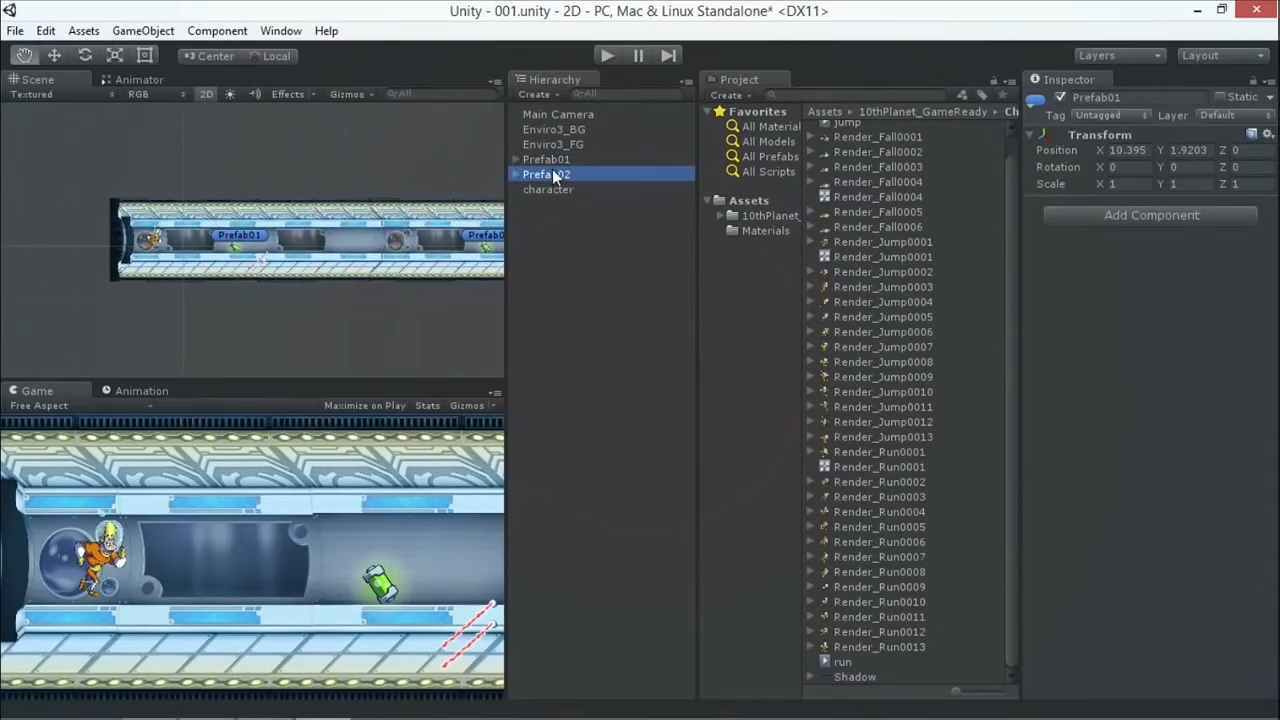 Unity - 001.unity - 2D - PC, Mac & Linux Standalone* <DX11>
File Edit Assets GameObject Component Window Help
Center Local Layers Layout
Scene Animator
Textured RGB 2D Effects Gizmos All
Prefab01
Game Animation
Free Aspect Maximize on Play Stats Gizmos
Hierarchy
Create All
Main Camera
Enviro3_BG
Enviro3_FG
Prefab01
Prefab02
character
Project
Create
Favorites
All Material
All Models
All Prefabs
All Scripts
Assets
10thPlanet_
Materials
Assets 10thPlanet_GameReady Ch
jump
Render_Fall0001
Render_Fall0002
Render_Fall0003
Render_Fall0004
Render_Fall0004
Render_Fall0005
Render_Fall0006
Render_Jump0001
Render_Jump0001
Render_Jump0002
Render_Jump0003
Render_Jump0004
Render_Jump0005
Render_Jump0006
Render_Jump0007
Render_Jump0008
Render_Jump0009
Render_Jump0010
Render_Jump0011
Render_Jump0012
Render_Jump0013
Render_Run0001
Render_Run0001
Render_Run0002
Render_Run0003
Render_Run0004
Render_Run0005
Render_Run0006
Render_Run0007
Render_Run0008
Render_Run0009
Render_Run0010
Render_Run0011
Render_Run0012
Render_Run0013
run
Shadow
Inspector
Prefab01 Static
Tag Untagged Layer Default
Transform
Position X 10.395 Y 1.9203 Z 0
Rotation X 0 Y 0 Z 0
Scale X 1 Y 1 Z 1
Add Component